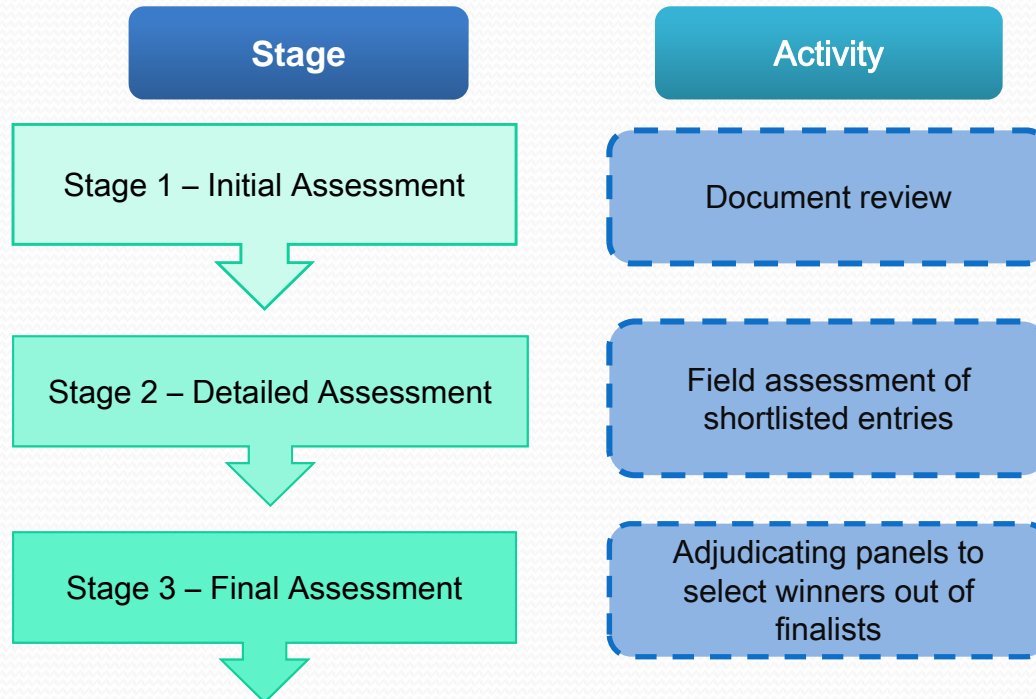 Stage
Activity
Stage 1 – Initial Assessment
Document review
Stage 2 – Detailed Assessment
Field assessment of
shortlisted entries
Stage 3 – Final Assessment
Adjudicating panels to
select winners out of
finalists